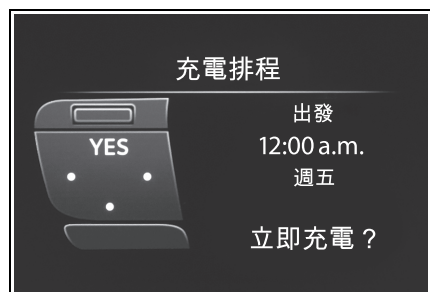 充電排程
YES
出發
12:00 a.m.
週五
立即充電？